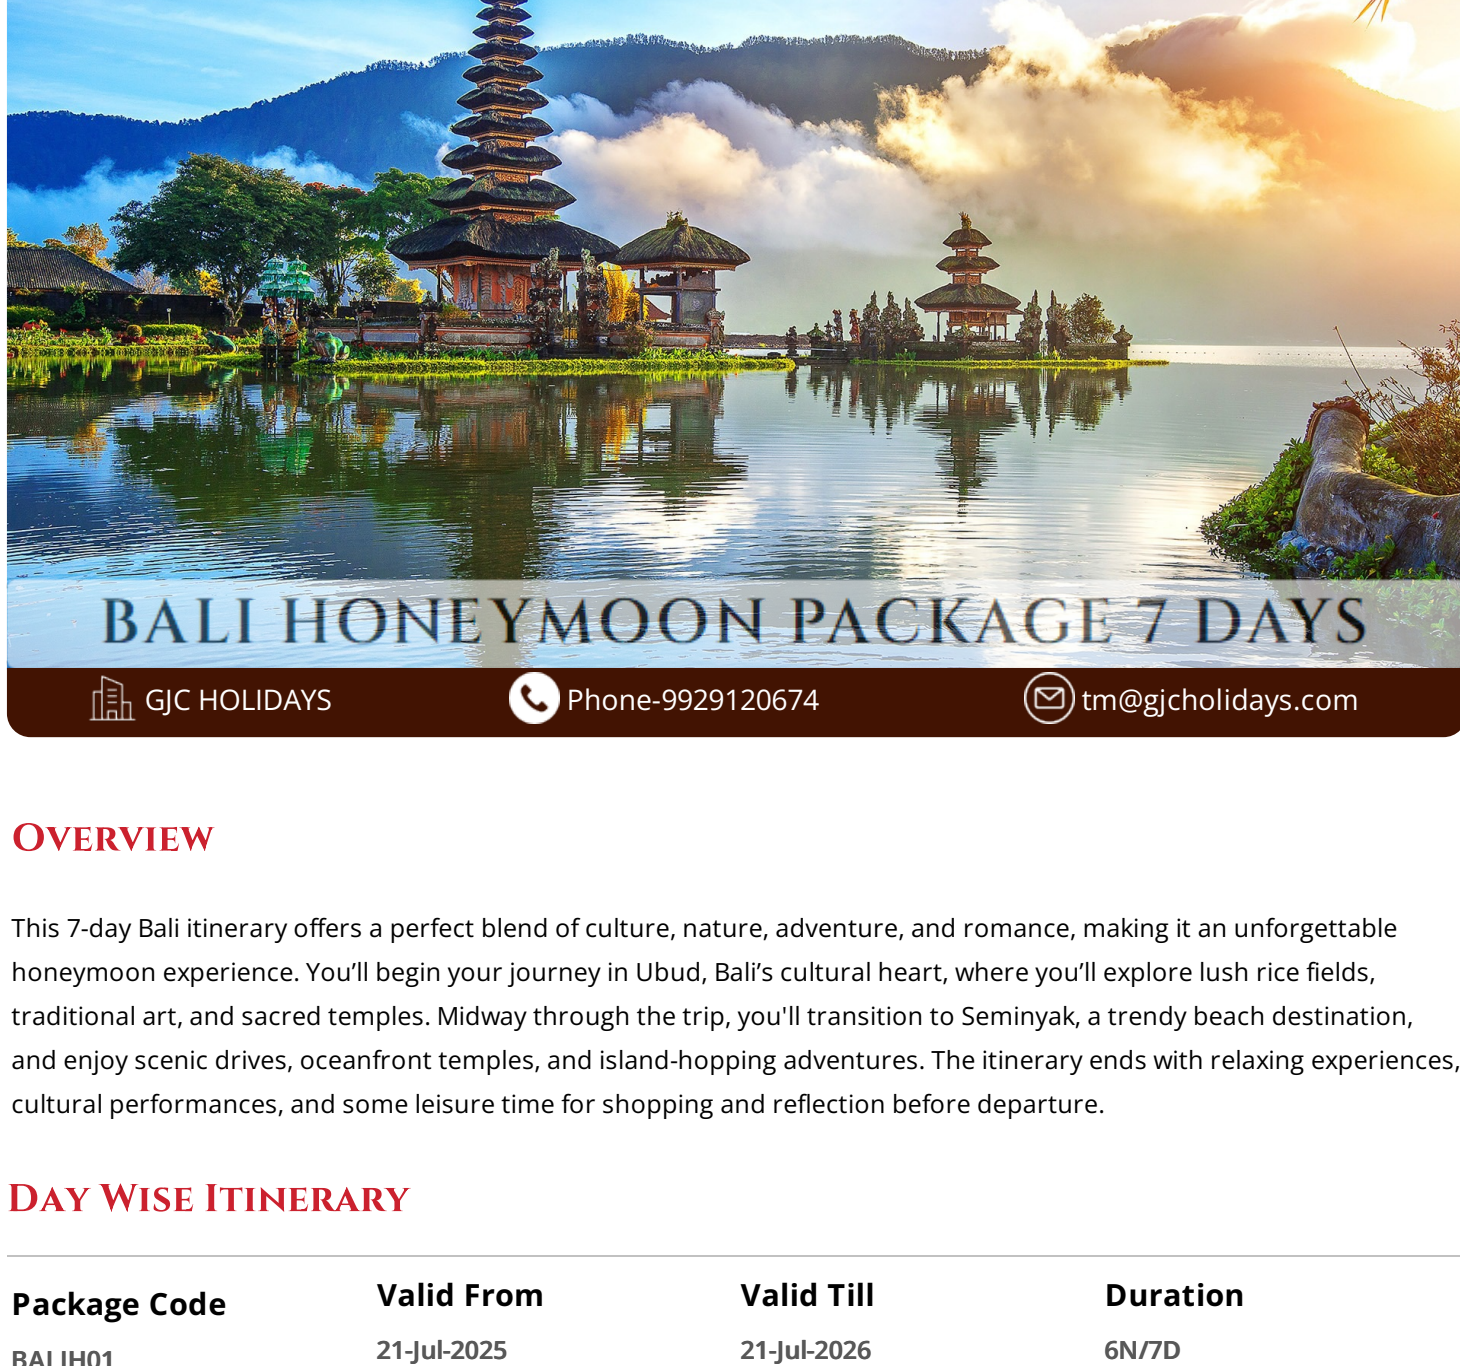 BALI HONEYMOON PACKAGE 7 DAYS
GJC HOLIDAYS
Phone-9929120674
tm@gjcholidays.com
OVERVIEW
This 7-day Bali itinerary offers a perfect blend of culture, nature, adventure, and romance, making it an unforgettable
honeymoon experience. You’ll begin your journey in Ubud, Bali’s cultural heart, where you’ll explore lush rice fields,
traditional art, and sacred temples. Midway through the trip, you'll transition to Seminyak, a trendy beach destination,
and enjoy scenic drives, oceanfront temples, and island-hopping adventures. The itinerary ends with relaxing experiences,
cultural performances, and some leisure time for shopping and reflection before departure.
DAY WISE ITINERARY
Package Code
BALIH01
Valid From
21-Jul-2025
Valid Till
21-Jul-2026
Duration
6N/7D